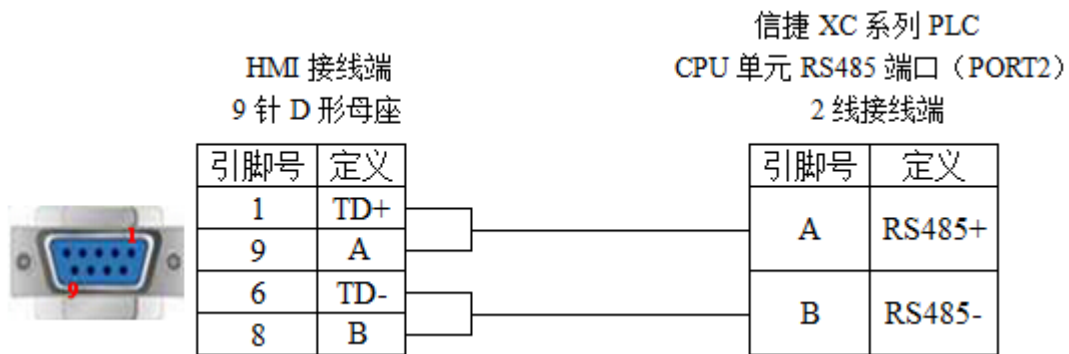 信捷 XC 系列 PLC
HMI 接线端
CPU 单元 RS485 端口（PORT2）
9 针 D 形母座
2 线接线端
引脚号 定义
引脚号 定义
1 TD+
9 A
A RS485+
6 TD-
8 B
B RS485-
1
9